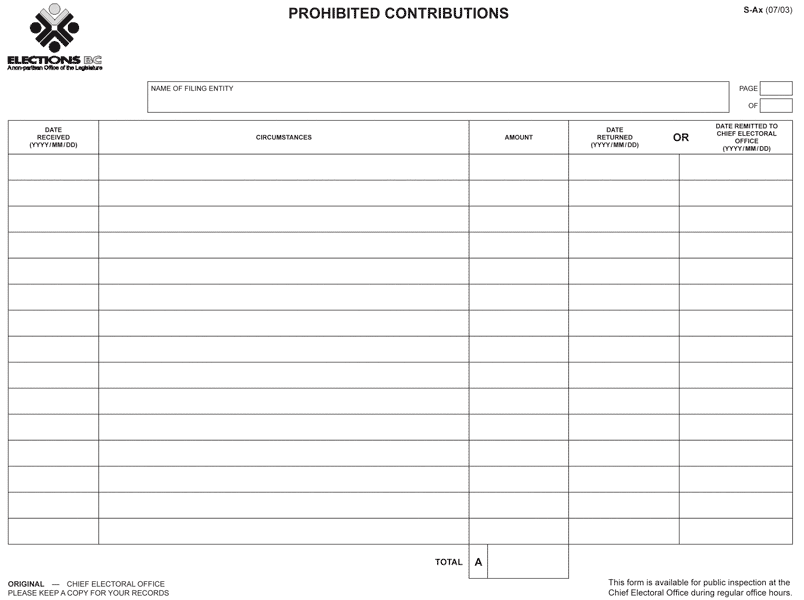 PROHIBITED CONTRIBUTIONS
S-Ax (07/03)
ELECTIONS BC
A non-partisan Office of the Legislature
NAME OF FILING ENTITY
PAGE
OF
DATE
RECEIVED
(YYYY/MM/DD)
CIRCUMSTANCES
AMOUNT
DATE
RETURNED
(YYYY/MM/DD)
OR
DATE REMITTED TO
CHIEF ELECTORAL
OFFICE
(YYYY/MM/DD)
TOTAL A
ORIGINAL — CHIEF ELECTORAL OFFICE
PLEASE KEEP A COPY FOR YOUR RECORDS
This form is available for public inspection at the
Chief Electoral Office during regular office hours.